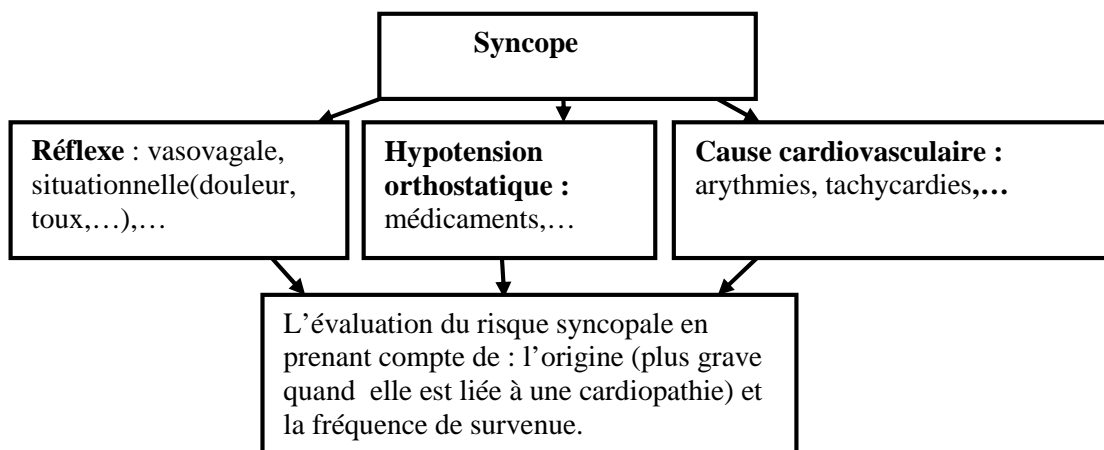 Syncope
Réflexe : vasovagale,
situationnelle(douleur,
toux,…),…
Hypotension
orthostatique :
médicaments,…
Cause cardiovasculaire :
arythmies, tachycardies,…
L’évaluation du risque syncopale en
prenant compte de : l’origine (plus grave
quand elle est liée à une cardiopathie) et
la fréquence de survenue.